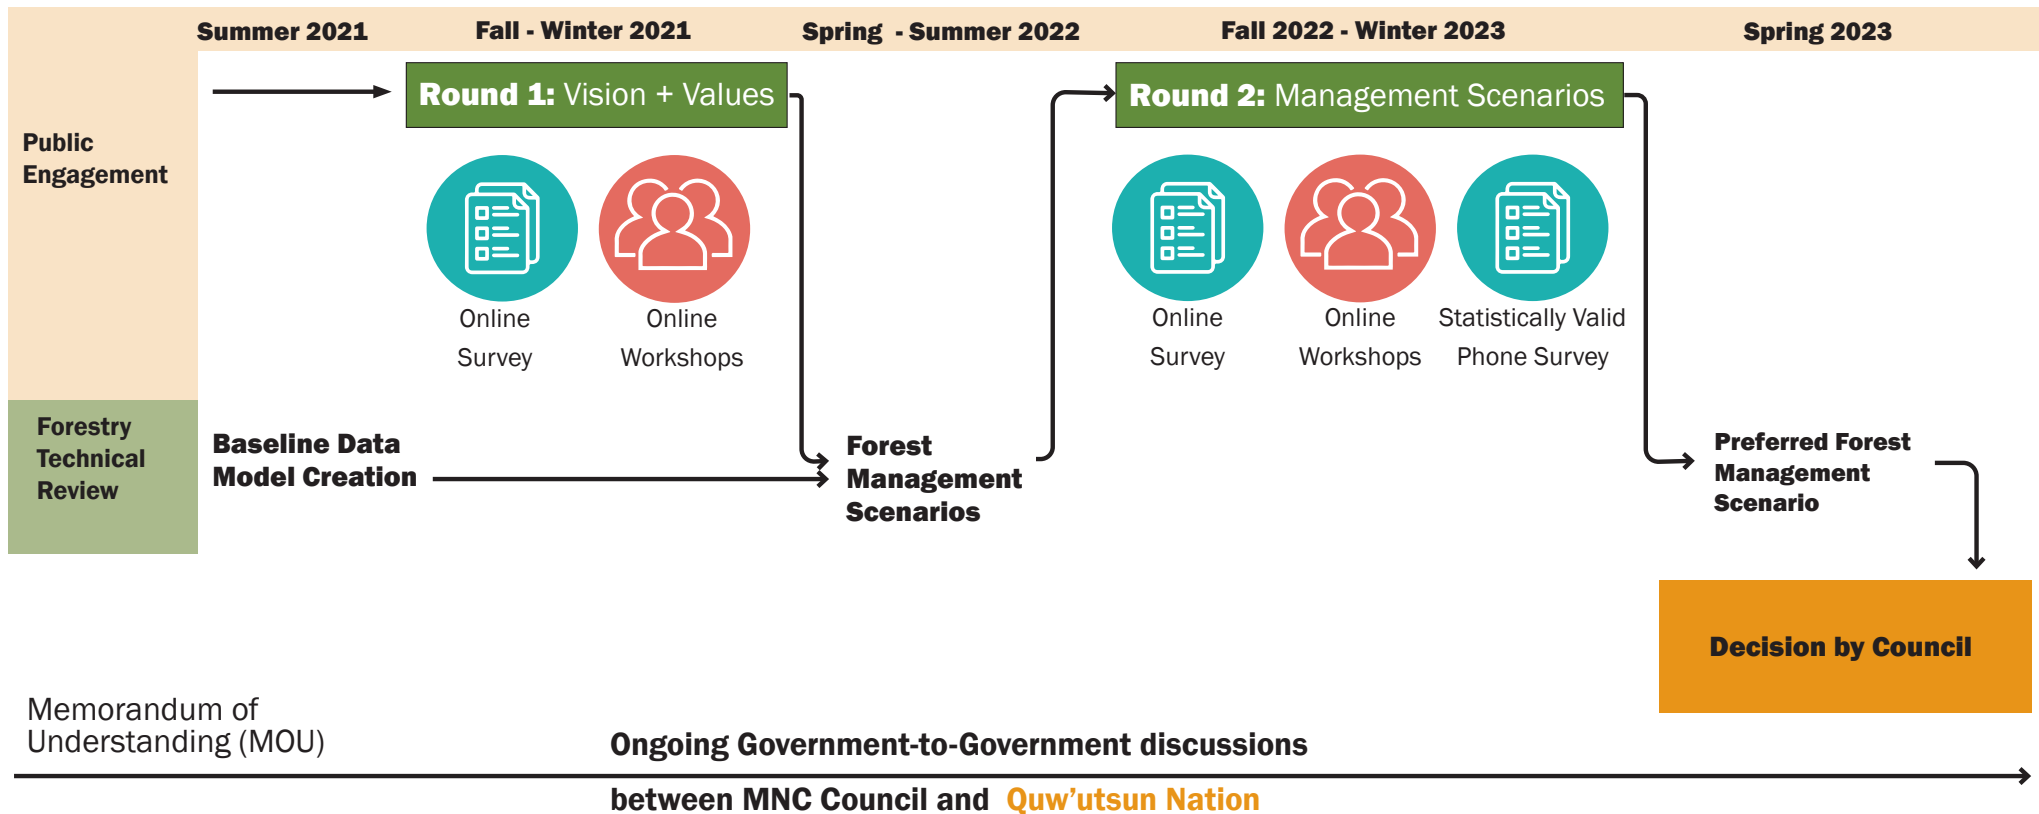 Summer 2021
Fall - Winter 2021
Spring - Summer 2022
Fall 2022 - Winter 2023
Spring 2023
Public
Engagement
Round 1: Vision + Values
Round 2: Management Scenarios
Online
Survey
Online
Workshops
Online
Survey
Online
Workshops
Statistically Valid
Phone Survey
Forestry
Technical
Review
Baseline Data
Model Creation
Forest
Management
Scenarios
Preferred Forest
Management
Scenario
Decision by Council
Memorandum of
Understanding (MOU)
Ongoing Government-to-Government discussions
between MNC Council and Quw'utsun Nation